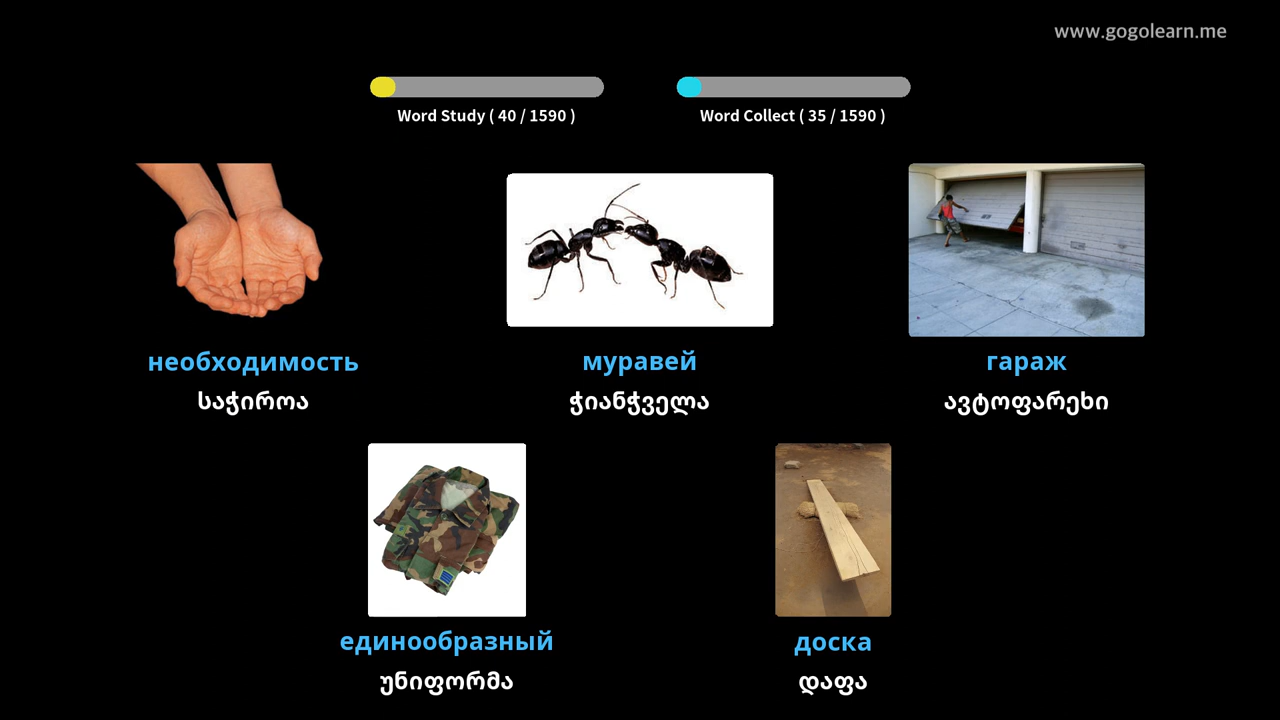 www.gogolearn.me
Word Study ( 40 / 1590 )
Word Collect ( 35 / 1590 )
необходимость
საჭიროა
муравей
ჭიანჭველა
гараж
ავტოფარეხი
единообразный
უნიფორმა
доска
დაფა